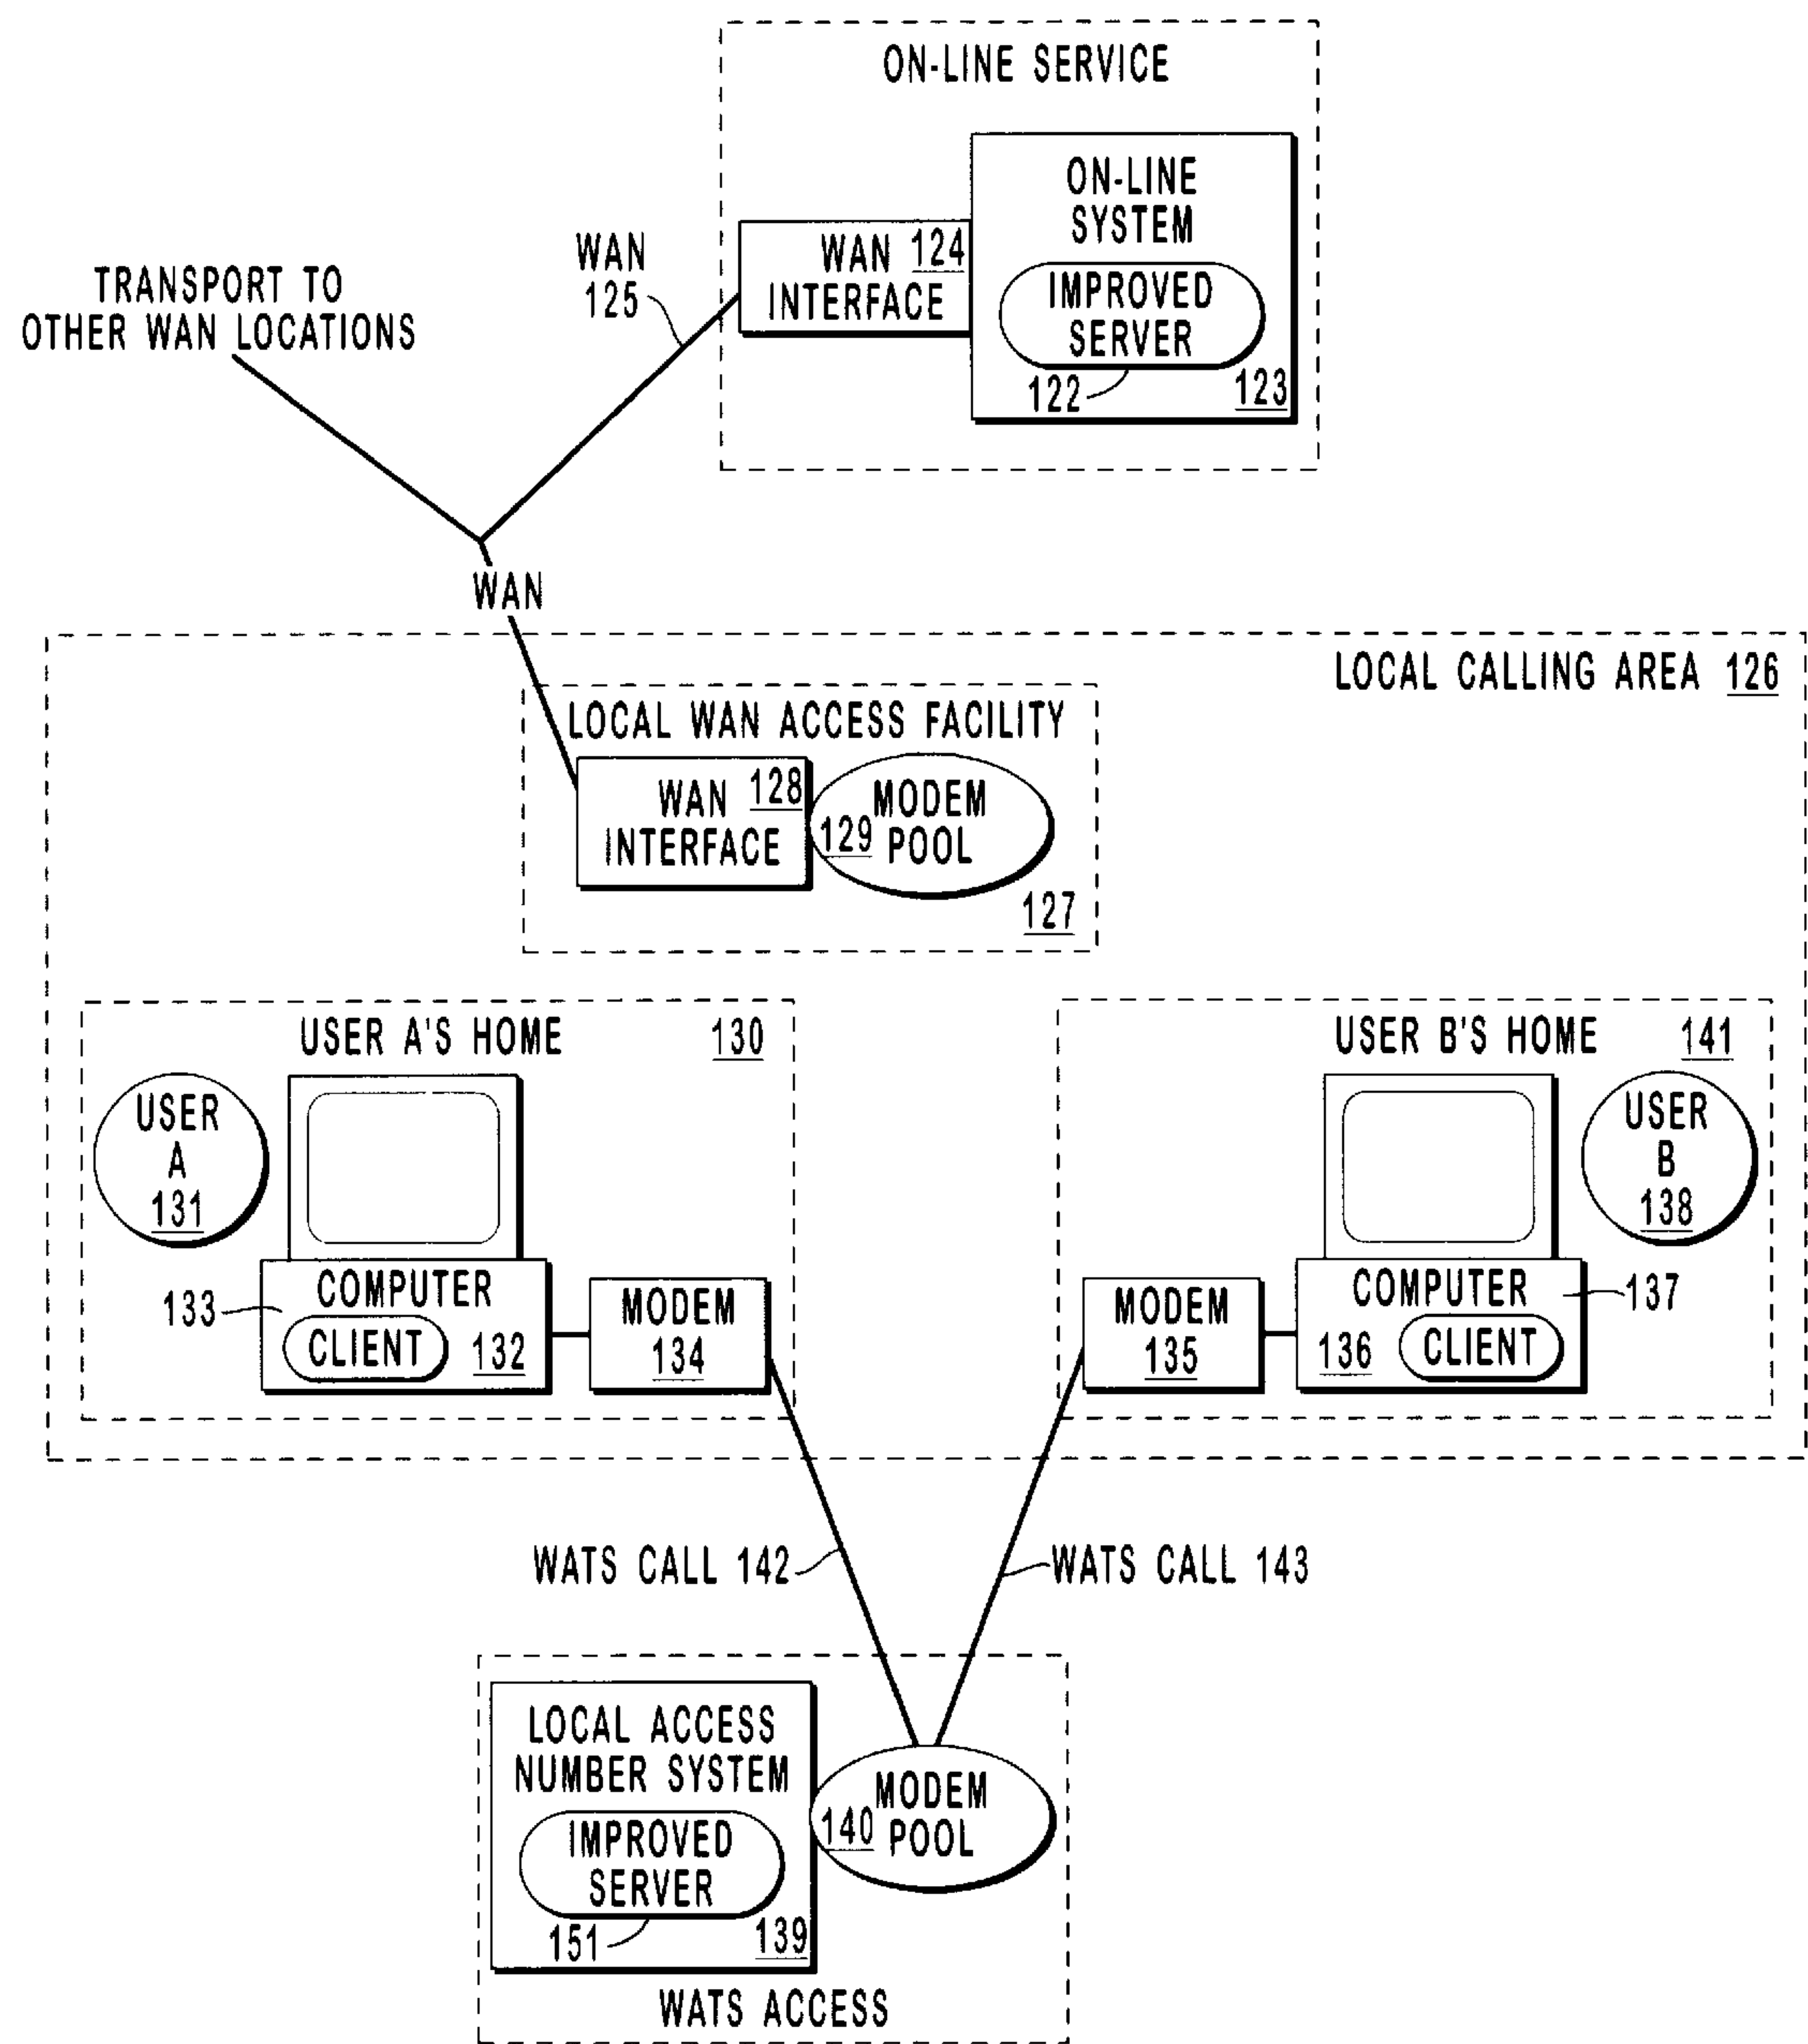 ON-LINE SERVICE
ON-LINE
SYSTEM
WAN 124
INTERFACE
IMPROVED
SERVER
122
123
WAN
125
TRANSPORT TO
OTHER WAN LOCATIONS
WAN
LOCAL CALLING AREA 126
LOCAL WAN ACCESS FACILITY
WAN 128
INTERFACE
MODEM
129 POOL
127
USER A'S HOME 130
USER
A
131
COMPUTER
133
CLIENT 132
MODEM
134
USER B'S HOME 141
USER
B
138
MODEM
135
COMPUTER
137
136 CLIENT
WATS CALL 142
WATS CALL 143
LOCAL ACCESS
NUMBER SYSTEM
IMPROVED
SERVER
151
139
MODEM
140 POOL
WATS ACCESS